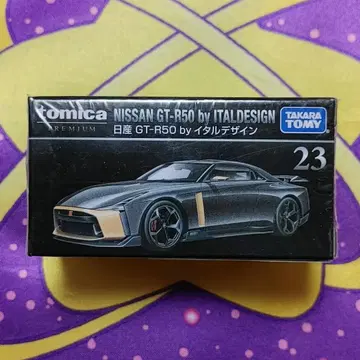 tomica
PREMIUM
NISSAN GT-R50 by ITALDESIGN
日産 GT-R50 by イタルデザイン
TAKARA
TOMY
23